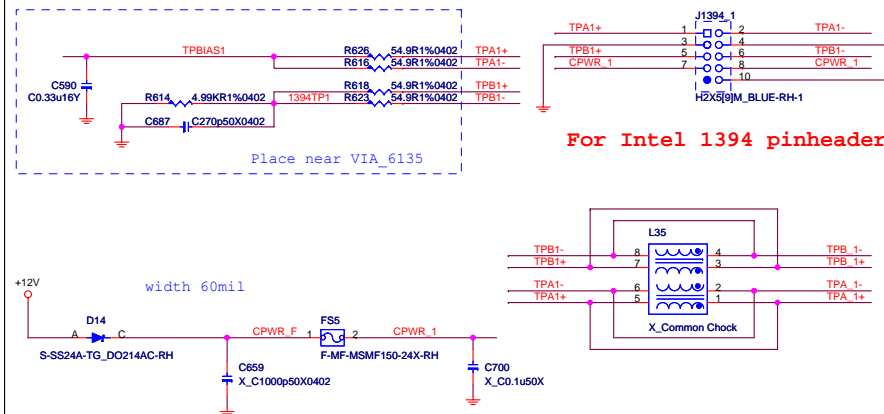 TPBIAS1
R626 54.9R1%0402 TPA1+
R616 54.9R1%0402 TPA1-
C590
C0.33u16Y
R618 54.9R1%0402 TPB1+
R614 4.99KR1%0402 1394TP1 R623 54.9R1%0402 TPB1-
C687 C270p50X0402
Place near VIA_6135
J1394_1
TPA1+ 1 2 TPA1-
3 4
TPB1+ 5 6 TPB1-
CPWR_1 7 8 CPWR_1
10
H2X5[9]M_BLUE-RH-1
For Intel 1394 pinheader
+12V
width 60mil
D14
A C
S-SS24A-TG_DO214AC-RH
CPWR_F 1 FS5 2 CPWR_1
F-MF-MSMF150-24X-RH
C659
X_C1000p50X0402
C700
X_C0.1u50X
L35
TPB1- 8 4 TPB_1-
TPB1+ 7 3 TPB_1+
TPA1- 6 2 TPA_1-
TPA1+ 5 1 TPA_1+
X_Common Chock